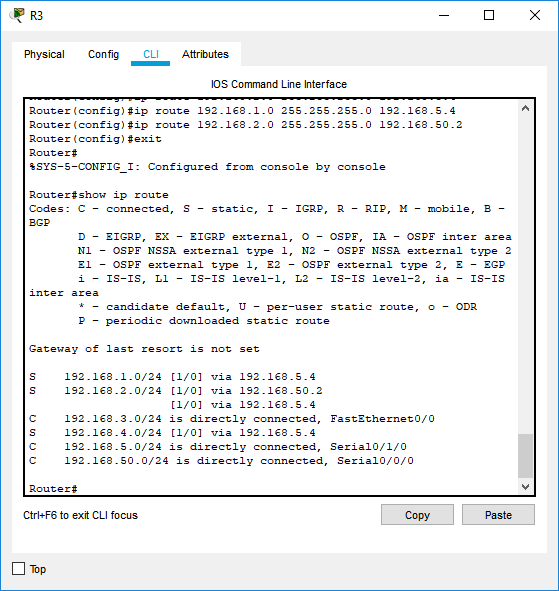 R3
Physical Config CLI Attributes
IOS Command Line Interface
Router(config)#ip route 192.168.1.0 255.255.255.0 192.168.5.4
Router(config)#ip route 192.168.2.0 255.255.255.0 192.168.50.2
Router(config)#exit
Router#
%SYS-5-CONFIG_I: Configured from console by console
Router#show ip route
Codes: C - connected, S - static, I - IGRP, R - RIP, M - mobile, B -
BGP
D - EIGRP, EX - EIGRP external, O - OSPF, IA - OSPF inter area
N1 - OSPF NSSA external type 1, N2 - OSPF NSSA external type 2
E1 - OSPF external type 1, E2 - OSPF external type 2, E - EGP
i - IS-IS, L1 - IS-IS level-1, L2 - IS-IS level-2, ia - IS-IS
inter area
* - candidate default, U - per-user static route, o - ODR
P - periodic downloaded static route
Gateway of last resort is not set
S 192.168.1.0/24 [1/0] via 192.168.5.4
S 192.168.2.0/24 [1/0] via 192.168.50.2
[1/0] via 192.168.5.4
C 192.168.3.0/24 is directly connected, FastEthernet0/0
S 192.168.4.0/24 [1/0] via 192.168.5.4
C 192.168.5.0/24 is directly connected, Serial0/1/0
C 192.168.50.0/24 is directly connected, Serial0/0/0
Router#
Ctrl+F6 to exit CLI focus
Copy Paste
Top